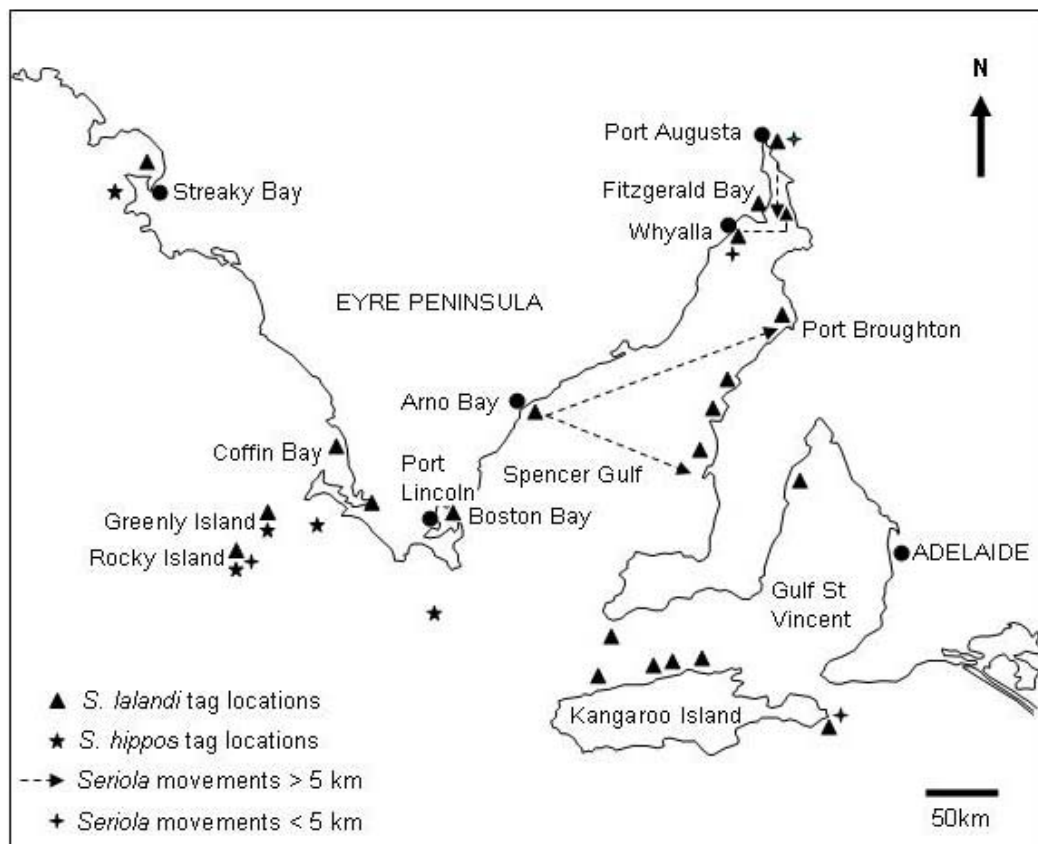 N
Port Augusta
Fitzgerald Bay
Streaky Bay
Whyalla
EYRE PENINSULA
Port Broughton
Arno Bay
Coffin Bay
Port
Lincoln
Spencer Gulf
Greenly Island
Boston Bay
Rocky Island
ADELAIDE
Gulf St
Vincent
Kangaroo Island
S. lalandi tag locations
S. hippos tag locations
Seriola movements > 5 km
Seriola movements < 5 km
50km